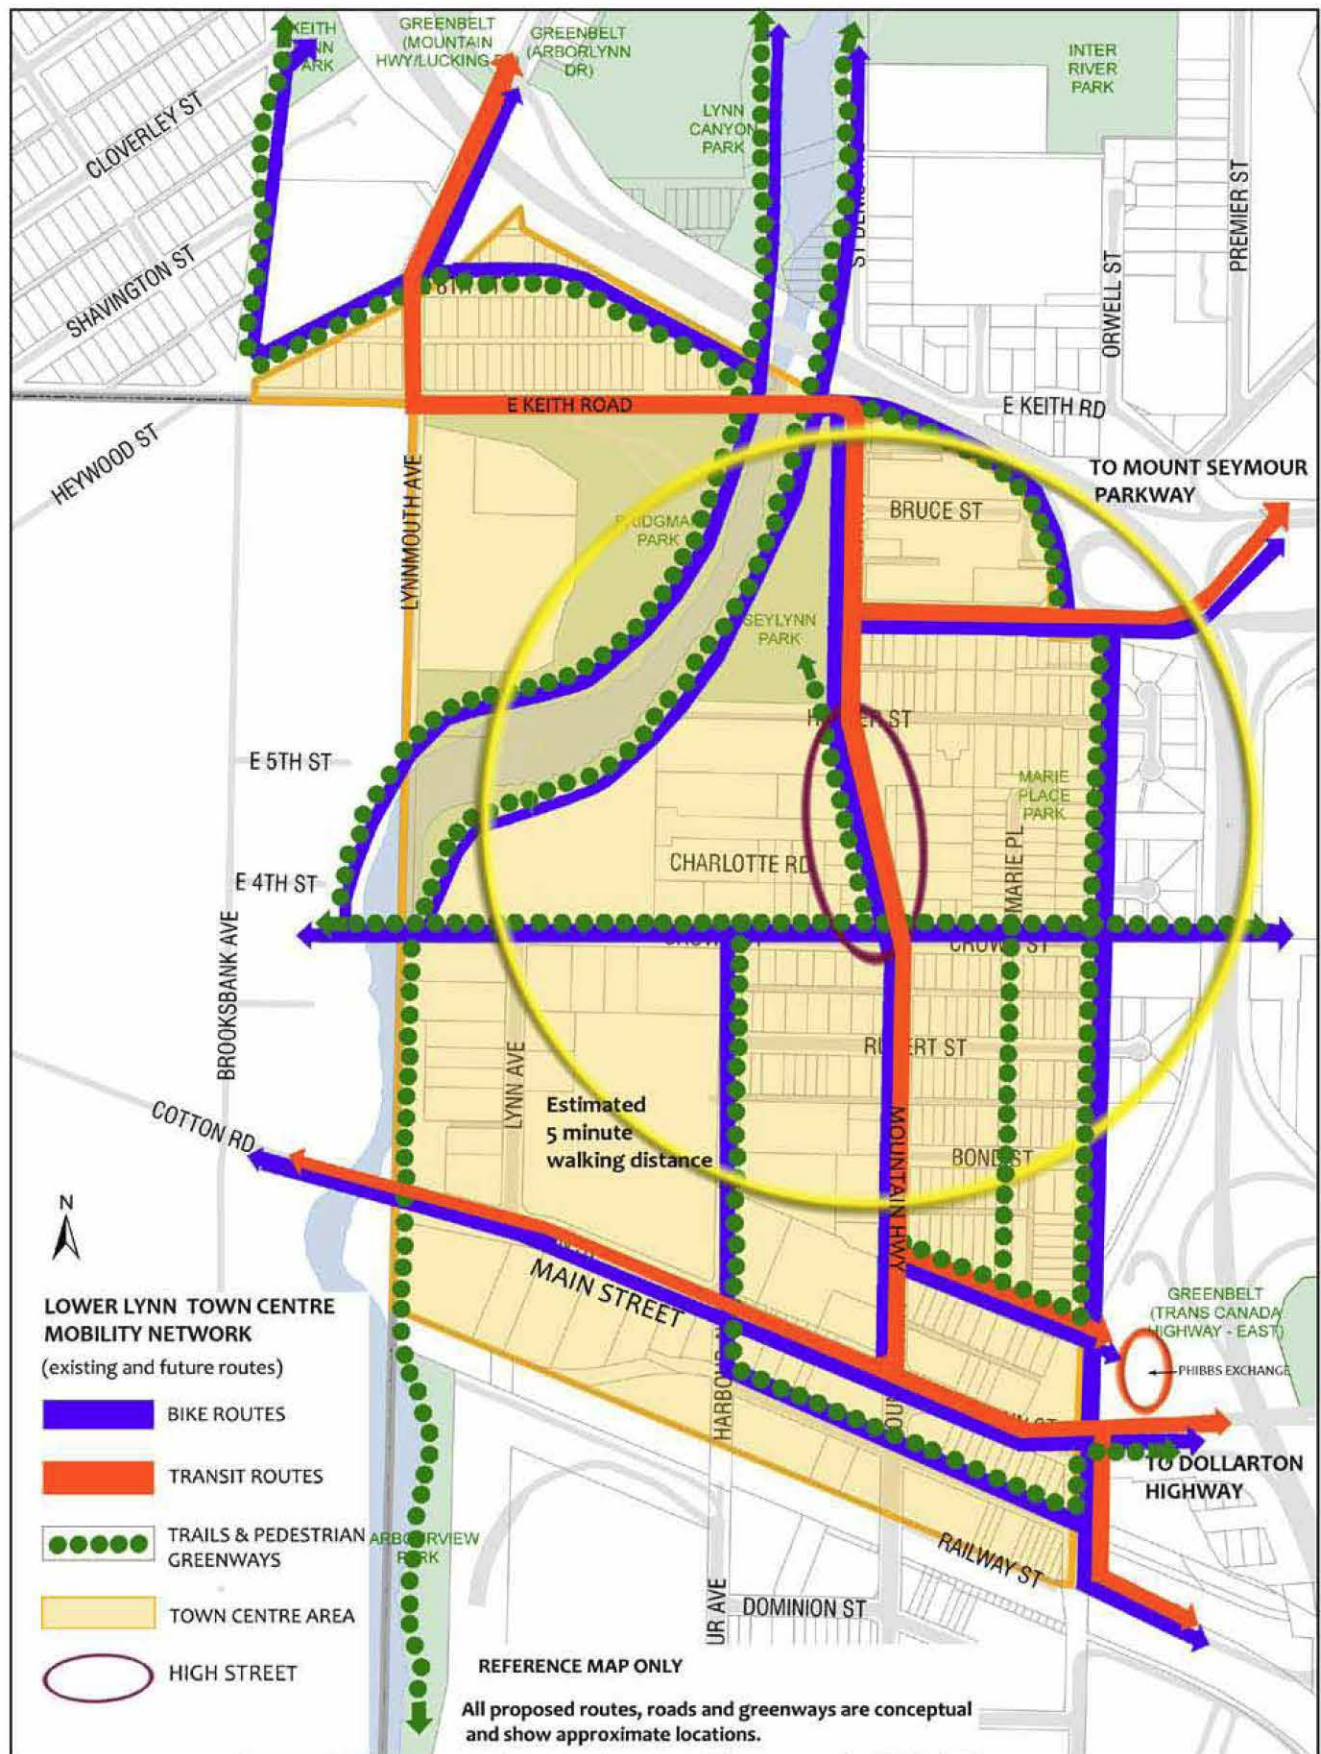 GREENBELT
(MOUNTAIN
HWY/LUCKING
GREENBELT
(ARBORLYNN
DR)
INTER
RIVER
PARK
CLOVERLEY ST
LYNN
CANYON
PARK
SHAVINGTON ST
ORWELL ST
PREMIER ST
E KEITH ROAD
E KEITH RD
HEYWOOD ST
LYNNMOUTH AVE
TO MOUNT SEYMOUR
PARKWAY
BRUCE ST
PARK
SEYLYNN
PARK
E 5TH ST
MARIE
PLACE
PARK
CHARLOTTE RD
MARIE PL
E 4TH ST
BROOKSBANK AVE
CROWN ST
LYNN AVE
COTTON RD
Estimated
5 minute
walking distance
BOND ST
MOUNTAIN HWY
MAIN STREET
N
GREENBELT
(TRANS CANADA
HIGHWAY - EAST)
PHIBBS EXCHANGE
TO DOLLARTON
HIGHWAY
RAILWAY ST
DOMINION ST
UR AVE
LOWER LYNN TOWN CENTRE
MOBILITY NETWORK
(existing and future routes)
BIKE ROUTES
TRANSIT ROUTES
TRAILS & PEDESTRIAN
GREENWAYS
TOWN CENTRE AREA
HIGH STREET
REFERENCE MAP ONLY
All proposed routes, roads and greenways are conceptual
and show approximate locations.